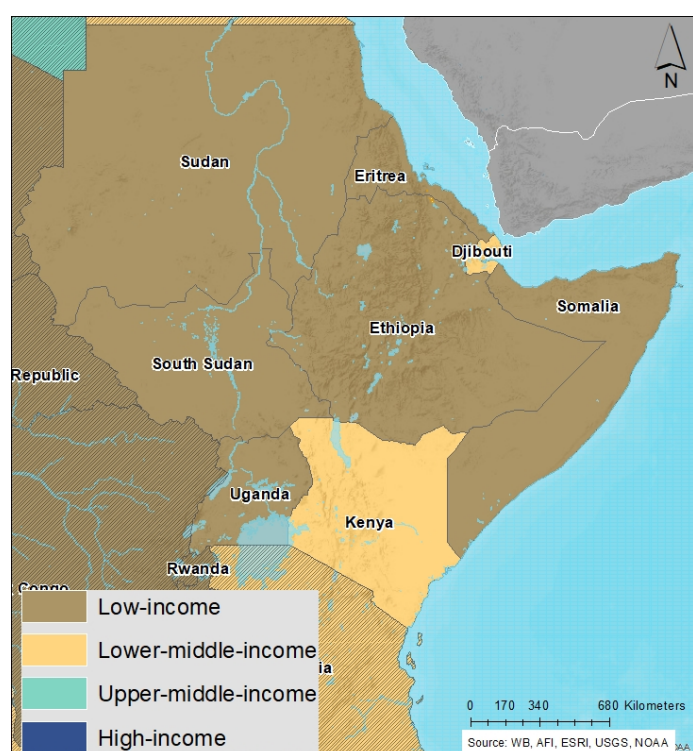 N
Sudan
Eritrea
Djibouti
Somalia
Ethiopia
South Sudan
Republic
Uganda
Kenya
Rwanda
Congo
Low-income
Lower-middle-income
ia
Upper-middle-income
High-income
0 170 340 680 Kilometers
Source: WB, AFI, ESRI, USGS, NOAA